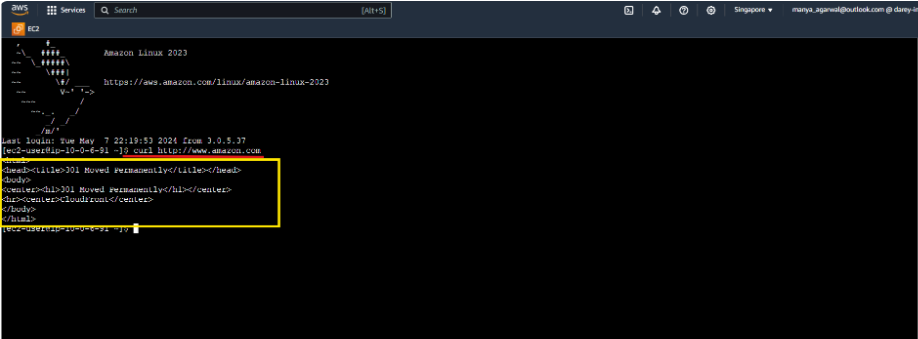 aws Services Search [Alt+S] Singapore ▼ manya_agarwal@outlook.com @ darey-i
EC2
Amazon Linux 2023
https://aws.amazon.com/linux/amazon-linux-2023
Last login: Tue May 7 22:19:53 2024 from 3.0.5.37
[ec2-user@ip-10-0-6-91 ~]$ curl http://www.amazon.com
<html>
<head><title>301 Moved Permanently</title></head>
<body>
<center><h1>301 Moved Permanently</h1></center>
<hr><center>CloudFront</center>
</body>
</html>
[ec2-user@ip-10-0-6-91 ~]$